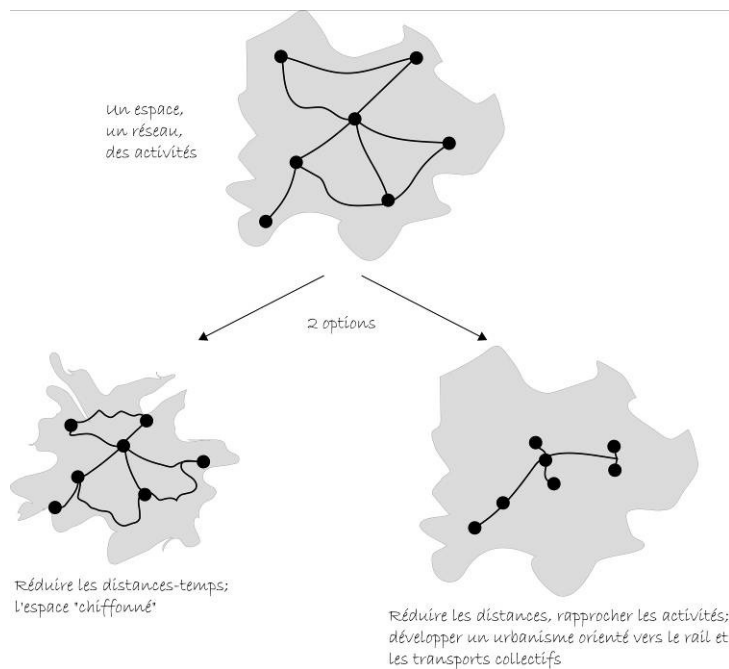 Un espace,
un réseau,
des activités
2 options
Réduire les distances-temps;
l'espace "chiffonné"
Réduire les distances, rapprocher les activités;
développer un urbanisme orienté vers le rail et
les transports collectifs